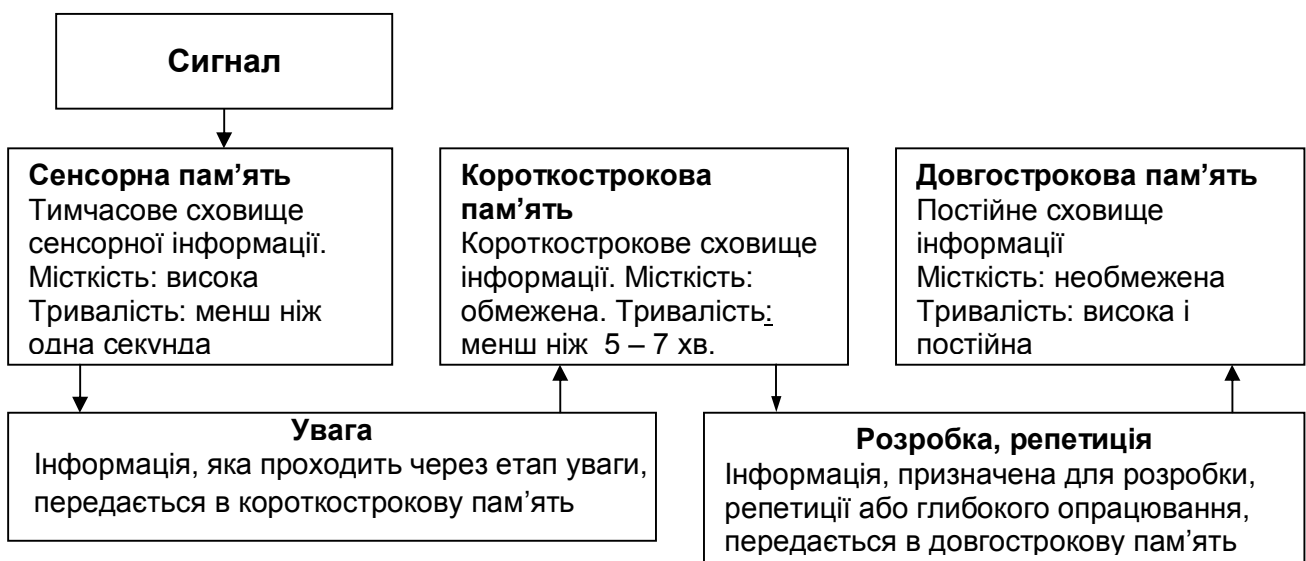 Сигнал
Сенсорна пам’ять
Тимчасове сховище
сенсорної інформації.
Місткість: висока
Тривалість: менш ніж
одна секунда
Короткострокова
пам’ять
Короткострокове сховище
інформації. Місткість:
обмежена. Тривалість:
менш ніж 5 – 7 хв.
Довгострокова пам’ять
Постійне сховище
інформації
Місткість: необмежена
Тривалість: висока і
постійна
Увага
Інформація, яка проходить через етап уваги,
передається в короткострокову пам’ять
Розробка, репетиція
Інформація, призначена для розробки,
репетиції або глибокого опрацювання,
передається в довгострокову пам’ять